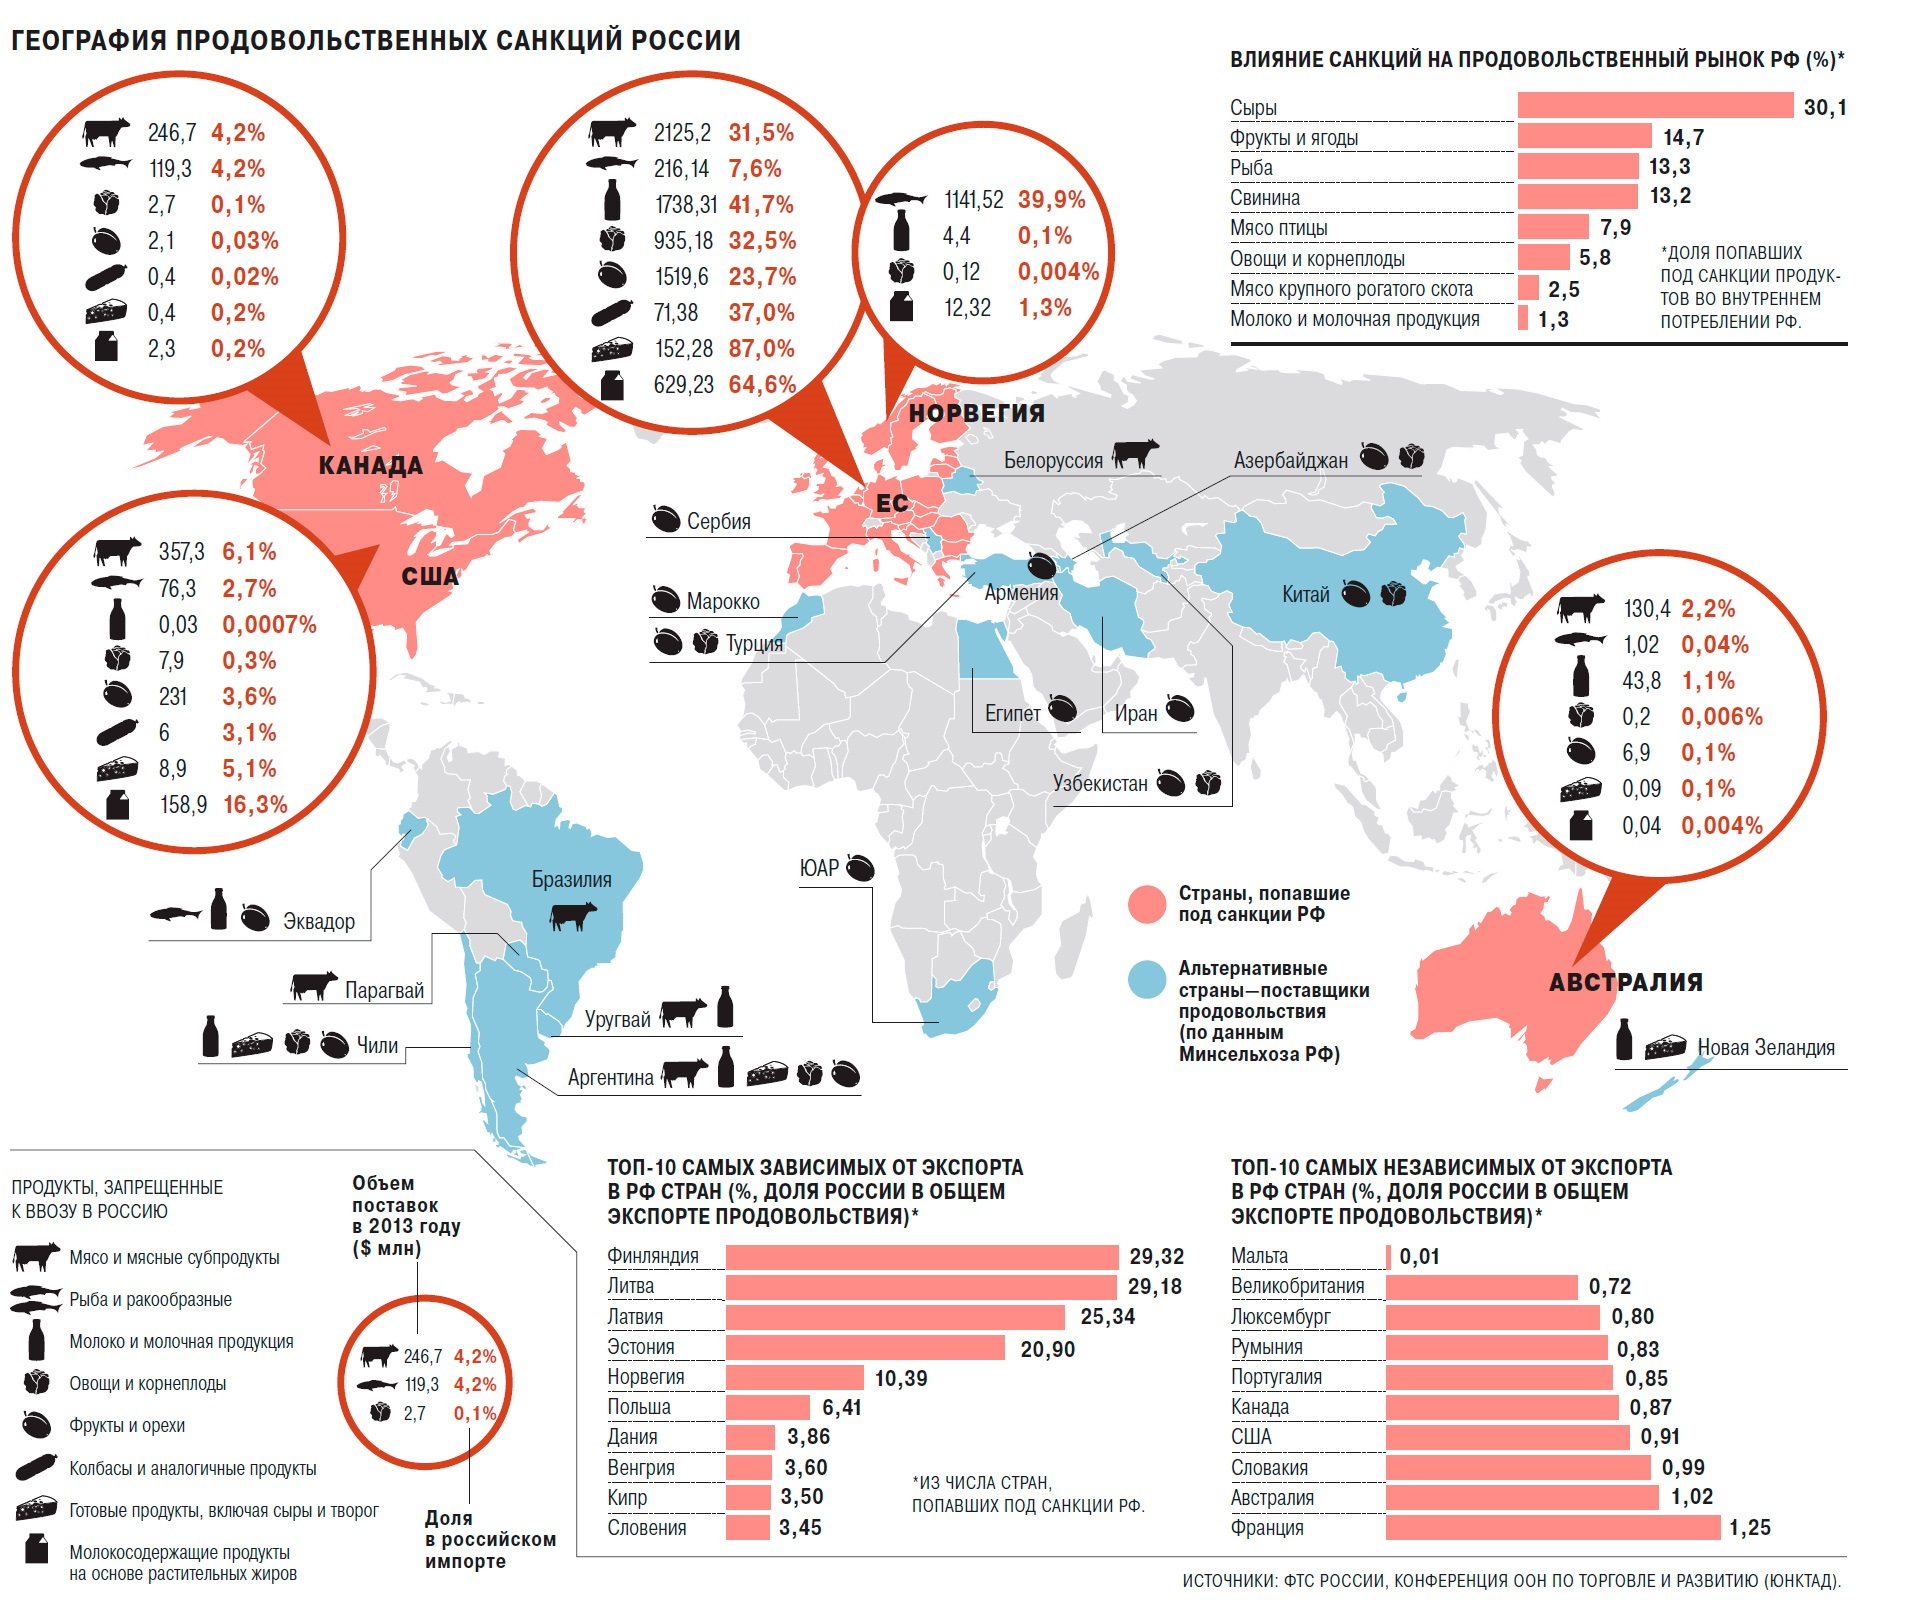 ГЕОГРАФИЯ ПРОДОВОЛЬСТВЕННЫХ САНКЦИЙ РОССИИ
246,7 4,2%
119,3 4,2%
2,7 0,1%
2,1 0,03%
0,4 0,02%
0,4 0,2%
2,3 0,2%
КАНАДА
2125,2 31,5%
216,14 7,6%
1738,31 41,7%
935,18 32,5%
1519,6 23,7%
71,38 37,0%
152,28 87,0%
629,23 64,6%
ЕС
1141,52 39,9%
4,4 0,1%
0,12 0,004%
12,32 1,3%
НОРВЕГИЯ
ВЛИЯНИЕ САНКЦИЙ НА ПРОДОВОЛЬСТВЕННЫЙ РЫНОК РФ (%)*
Сыры 30,1
Фрукты и ягоды 14,7
Рыба 13,3
Свинина 13,2
Мясо птицы 7,9
Овощи и корнеплоды 5,8
Мясо крупного рогатого скота 2,5
Молоко и молочная продукция 1,3
*ДОЛЯ ПОПАВШИХ
ПОД САНКЦИИ ПРОДУК-
ТОВ ВО ВНУТРЕННЕМ
ПОТРЕБЛЕНИИ РФ.
357,3 6,1%
76,3 2,7%
0,03 0,0007%
7,9 0,3%
231 3,6%
6 3,1%
8,9 5,1%
158,9 16,3%
США
Белоруссия
Азербайджан
Сербия
Марокко
Турция
Армения
Китай
Египет
Иран
Узбекистан
ЮАР
130,4 2,2%
1,02 0,04%
43,8 1,1%
0,2 0,006%
6,9 0,1%
0,09 0,1%
0,04 0,004%
АВСТРАЛИЯ
Новая Зеландия
Бразилия
Эквадор
Парагвай
Чили
Уругвай
Аргентина
Страны, попавшие
под санкции РФ
Альтернативные
страны—поставщики
продовольствия
(по данным
Минсельхоза РФ)
ПРОДУКТЫ, ЗАПРЕЩЕННЫЕ
К ВВОЗУ В РОССИЮ
Мясо и мясные субпродукты
Рыба и ракообразные
Молоко и молочная продукция
Овощи и корнеплоды
Фрукты и орехи
Колбасы и аналогичные продукты
Готовые продукты, включая сыры и творог
Молокосодержащие продукты
на основе растительных жиров
Объем
поставок
в 2013 году
($ млн)
246,7 4,2%
119,3 4,2%
2,7 0,1%
Доля
в российском
импорте
ТОП-10 САМЫХ ЗАВИСИМЫХ ОТ ЭКСПОРТА
В РФ СТРАН (%, ДОЛЯ РОССИИ В ОБЩЕМ
ЭКСПОРТЕ ПРОДОВОЛЬСТВИЯ)*
Финляндия 29,32
Литва 29,18
Латвия 25,34
Эстония 20,90
Норвегия 10,39
Польша 6,41
Дания 3,86
Венгрия 3,60
Кипр 3,50
Словения 3,45
*ИЗ ЧИСЛА СТРАН,
ПОПАВШИХ ПОД САНКЦИИ РФ.
ТОП-10 САМЫХ НЕЗАВИСИМЫХ ОТ ЭКСПОРТА
В РФ СТРАН (%, ДОЛЯ РОССИИ В ОБЩЕМ
ЭКСПОРТЕ ПРОДОВОЛЬСТВИЯ)*
Мальта 0,01
Великобритания 0,72
Люксембург 0,80
Румыния 0,83
Португалия 0,85
Канада 0,87
США 0,91
Словакия 0,99
Австралия 1,02
Франция 1,25
ИСТОЧНИКИ: ФТС РОССИИ, КОНФЕРЕНЦИЯ ООН ПО ТОРГОВЛЕ И РАЗВИТИЮ (ЮНКТАД).